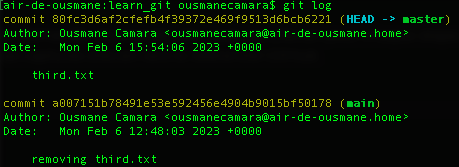 [air-de-ousmane:learn_git ousmanecamara$ git log
commit 80fc3d6af2cfefb4f39372e469f9513d6bcb6221 (HEAD -> master)
Author: Ousmane Camara <ousmanecamara@air-de-ousmane.home>
Date:   Mon Feb 6 15:54:06 2023 +0000
third.txt
commit a007151b78491e53e592456e4904b9015bf50178 (main)
Author: Ousmane Camara <ousmanecamara@air-de-ousmane.home>
Date:   Mon Feb 6 12:48:03 2023 +0000
removing third.txt